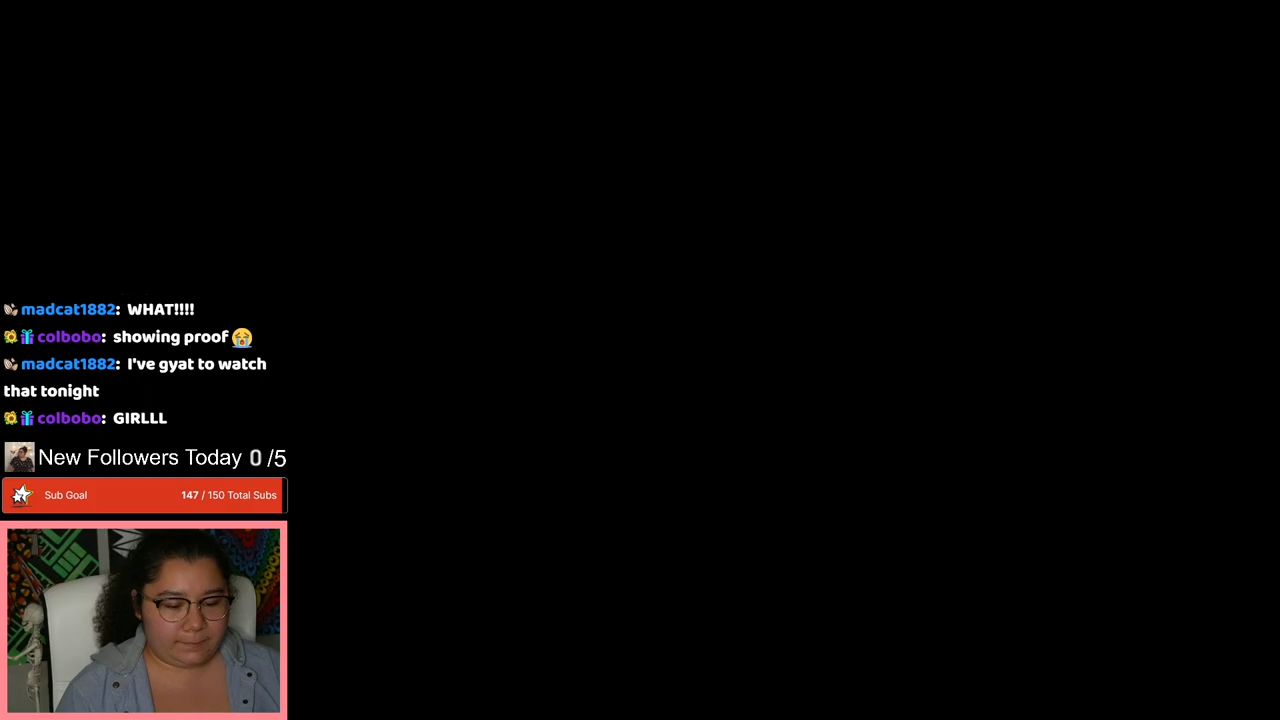 madcat1882: WHAT!!!!
colbobo: showing proof 😭
madcat1882: I've gyat to watch
that tonight
colbobo: GIRLLL
New Followers Today 0 /5
Sub Goal 147 / 150 Total Subs